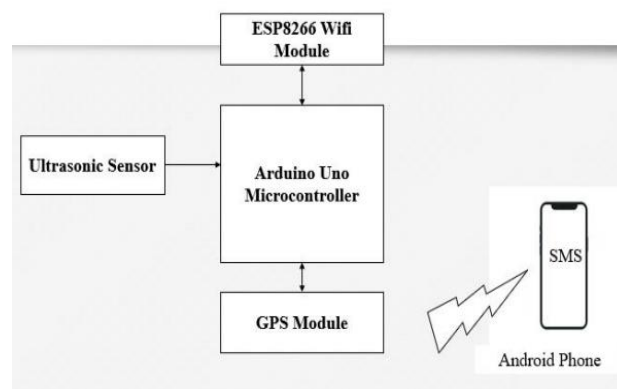 ESP8266 Wifi
Module
Ultrasonic Sensor
Arduino Uno
Microcontroller
GPS Module
SMS
Android Phone